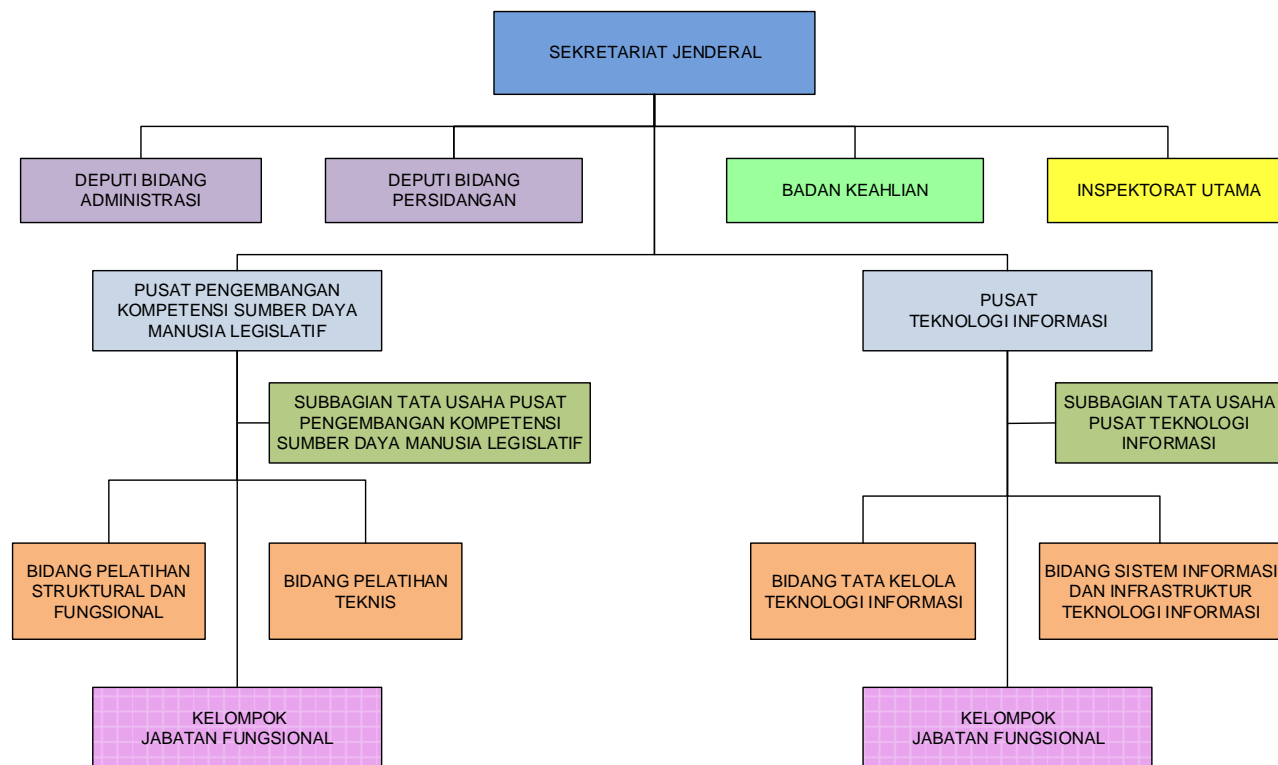 SEKRETARIAT JENDERAL
DEPUTI BIDANG
ADMINISTRASI
DEPUTI BIDANG
PERSIDANGAN
BADAN KEAHLIAN
INSPEKTORAT UTAMA
PUSAT PENGEMBANGAN
KOMPETENSI SUMBER DAYA
MANUSIA LEGISLATIF
PUSAT
TEKNOLOGI INFORMASI
SUBBAGIAN TATA USAHA PUSAT
PENGEMBANGAN KOMPETENSI
SUMBER DAYA MANUSIA LEGISLATIF
SUBBAGIAN TATA USAHA
PUSAT TEKNOLOGI
INFORMASI
BIDANG PELATIHAN
STRUKTURAL DAN
FUNGSIONAL
BIDANG PELATIHAN
TEKNIS
BIDANG TATA KELOLA
TEKNOLOGI INFORMASI
BIDANG SISTEM INFORMASI
DAN INFRASTRUKTUR
TEKNOLOGI INFORMASI
KELOMPOK
JABATAN FUNGSIONAL
KELOMPOK
JABATAN FUNGSIONAL